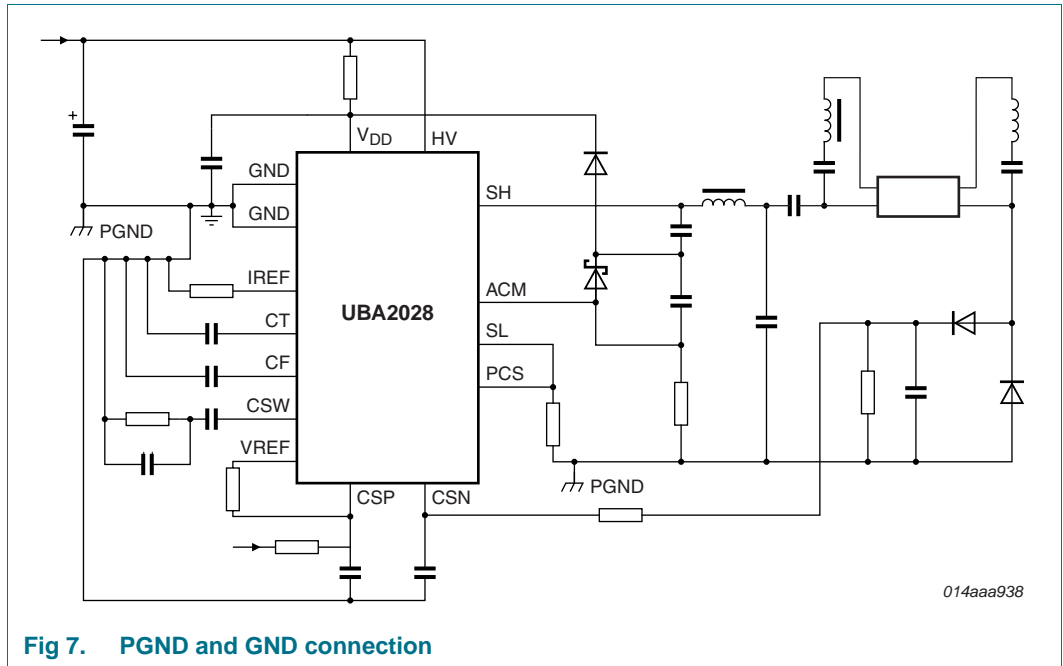 +
V_DD
HV
GND
GND
SH
PGND
IREF
UBA2028
ACM
CT
SL
CF
PCS
CSW
VREF
PGND
CSP
CSN
014aaa938
Fig 7. PGND and GND connection